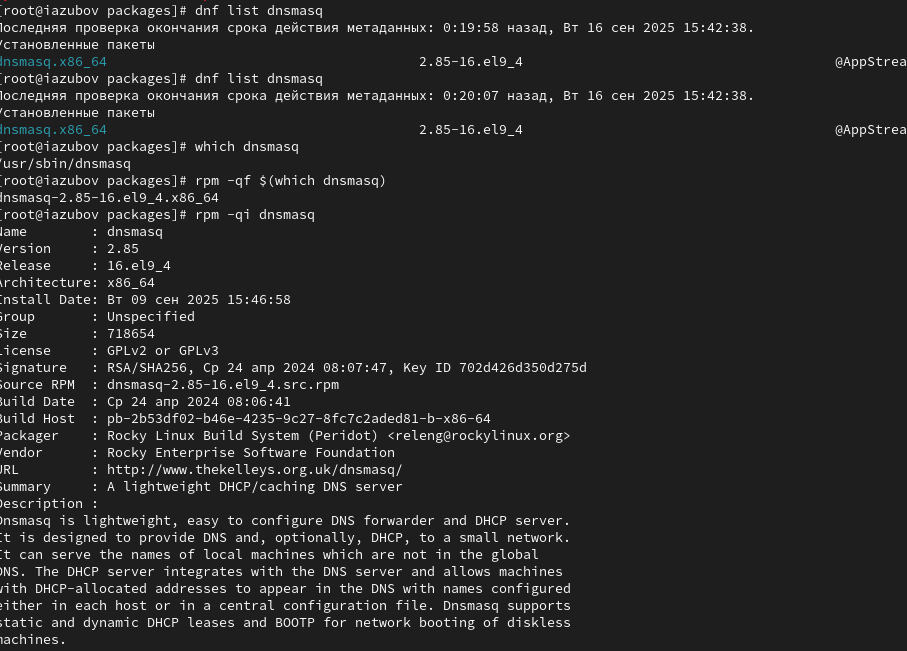 [root@iazubov packages]# dnf list dnsmasq
Последняя проверка окончания срока действия метаданных: 0:19:58 назад, Вт 16 сен 2025 15:42:38.
Установленные пакеты
dnsmasq.x86_64 2.85-16.el9_4 @AppStrea
[root@iazubov packages]# dnf list dnsmasq
Последняя проверка окончания срока действия метаданных: 0:20:07 назад, Вт 16 сен 2025 15:42:38.
Установленные пакеты
dnsmasq.x86_64 2.85-16.el9_4 @AppStrea
[root@iazubov packages]# which dnsmasq
/usr/sbin/dnsmasq
[root@iazubov packages]# rpm -qf $(which dnsmasq)
dnsmasq-2.85-16.el9_4.x86_64
[root@iazubov packages]# rpm -qi dnsmasq
Name : dnsmasq
Version : 2.85
Release : 16.el9_4
Architecture: x86_64
Install Date: Вт 09 сен 2025 15:46:58
Group : Unspecified
Size : 718654
License : GPLv2 or GPLv3
Signature : RSA/SHA256, Ср 24 апр 2024 08:07:47, Key ID 702d426d350d275d
Source RPM : dnsmasq-2.85-16.el9_4.src.rpm
Build Date : Ср 24 апр 2024 08:06:41
Build Host : pb-2b53df02-b46e-4235-9c27-8fc7c2aded81-b-x86-64
Packager : Rocky Linux Build System (Peridot) <releng@rockylinux.org>
Vendor : Rocky Enterprise Software Foundation
URL : http://www.thekelleys.org.uk/dnsmasq/
Summary : A lightweight DHCP/caching DNS server
Description :
Dnsmasq is lightweight, easy to configure DNS forwarder and DHCP server.
It is designed to provide DNS and, optionally, DHCP, to a small network.
It can serve the names of local machines which are not in the global
DNS. The DHCP server integrates with the DNS server and allows machines
with DHCP-allocated addresses to appear in the DNS with names configured
either in each host or in a central configuration file. Dnsmasq supports
static and dynamic DHCP leases and BOOTP for network booting of diskless
machines.